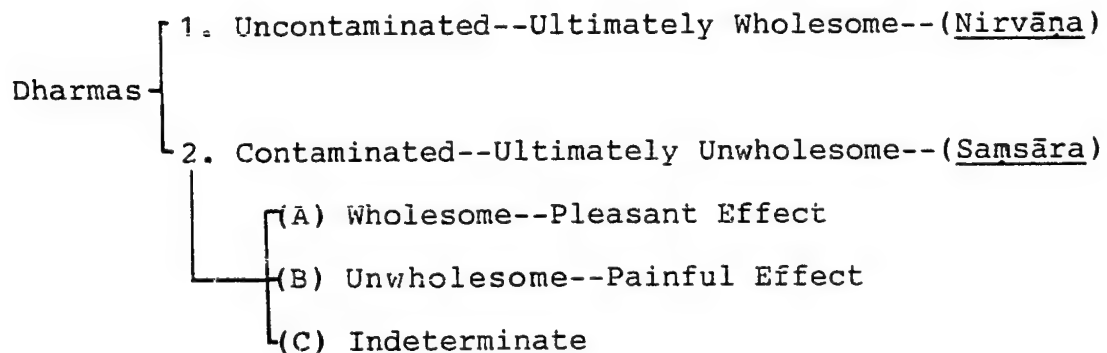 1. Uncontaminated--Ultimately Wholesome--(Nirvāṇa)
Dharmas
2. Contaminated--Ultimately Unwholesome--(Saṃsāra)
(A) Wholesome--Pleasant Effect
(B) Unwholesome--Painful Effect
(C) Indeterminate